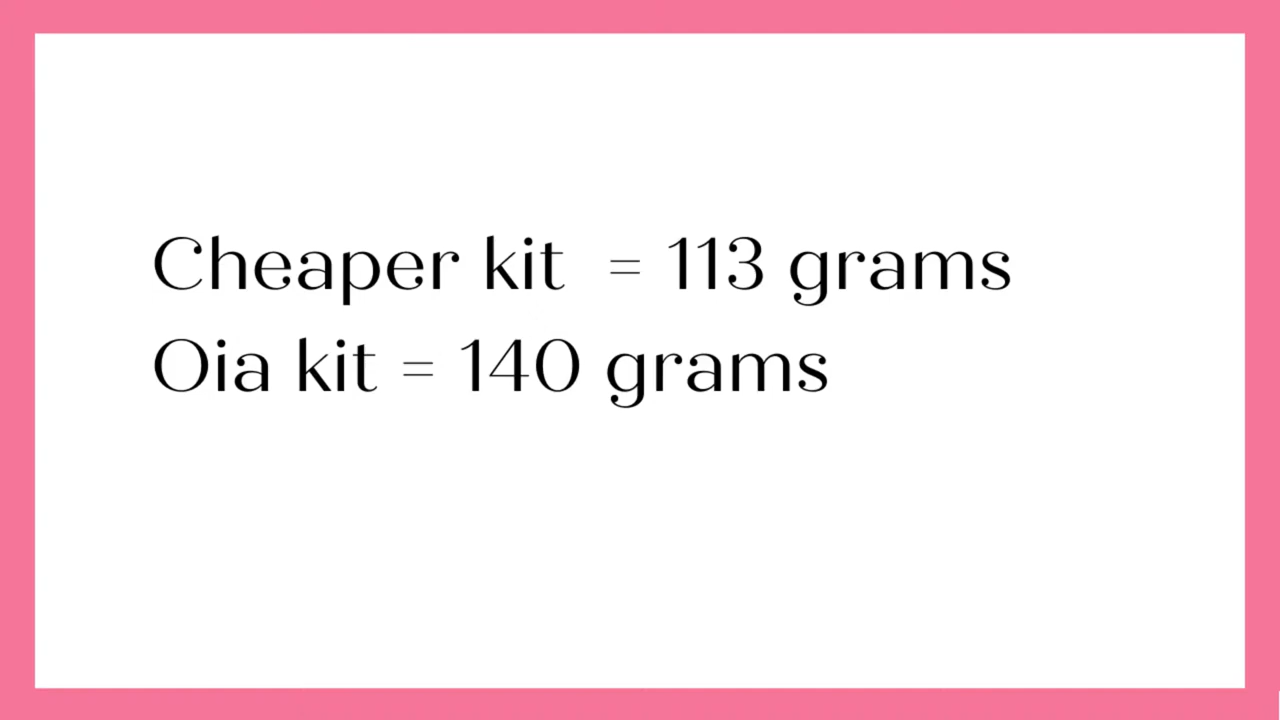 Cheaper kit = 113 grams
Oia kit = 140 grams